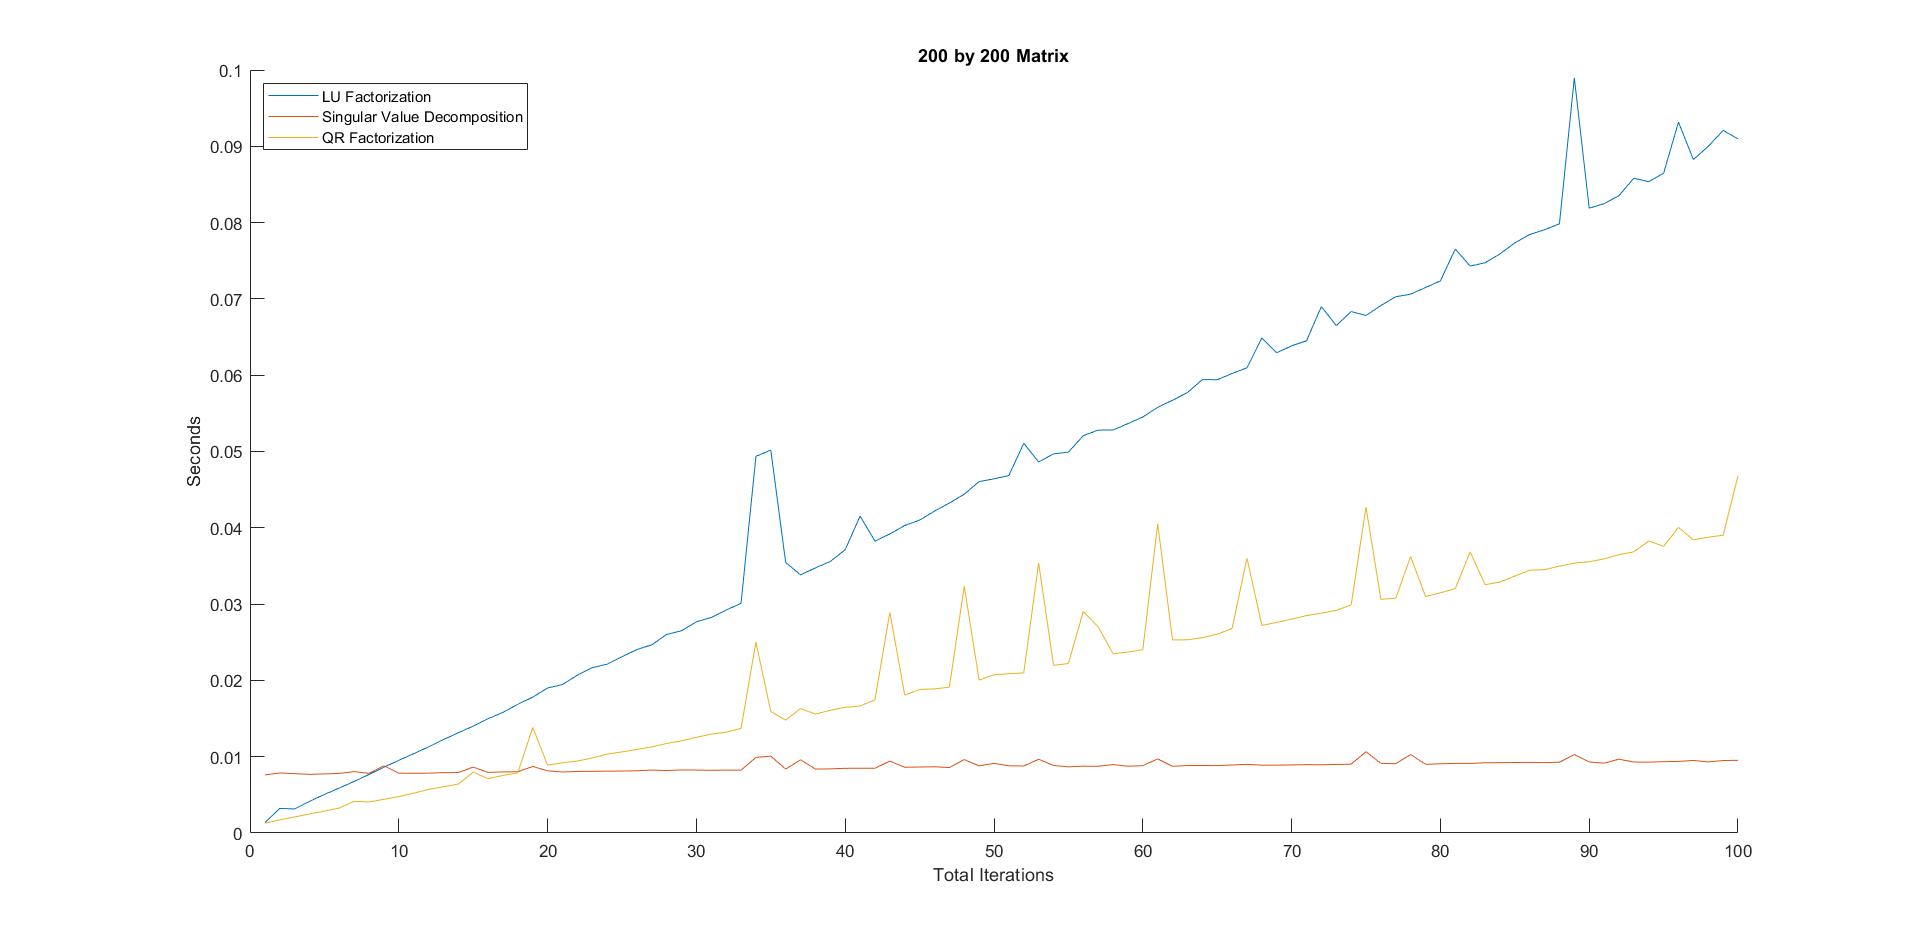 200 by 200 Matrix
LU Factorization
Singular Value Decomposition
QR Factorization
0.1
0.09
0.08
0.07
0.06
0.05
0.04
0.03
0.02
0.01
0
Seconds
0 10 20 30 40 50 60 70 80 90 100
Total Iterations